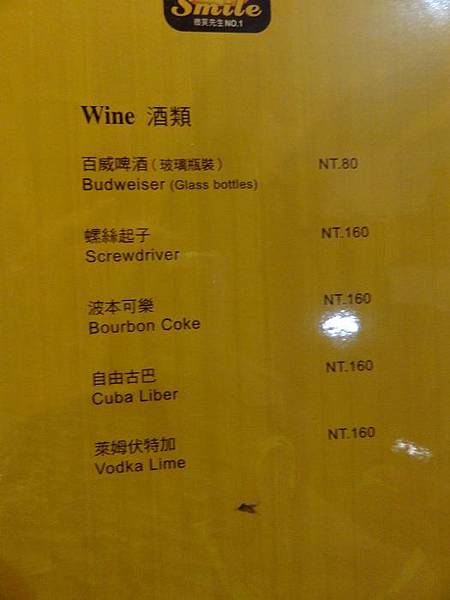 Smile
微笑先生NO.1
Wine 酒類
百威啤酒（玻璃瓶裝） NT.80
Budweiser (Glass bottles)
螺絲起子 NT.160
Screwdriver
波本可樂 NT.160
Bourbon Coke
自由古巴 NT.160
Cuba Liber
萊姆伏特加 NT.160
Vodka Lime